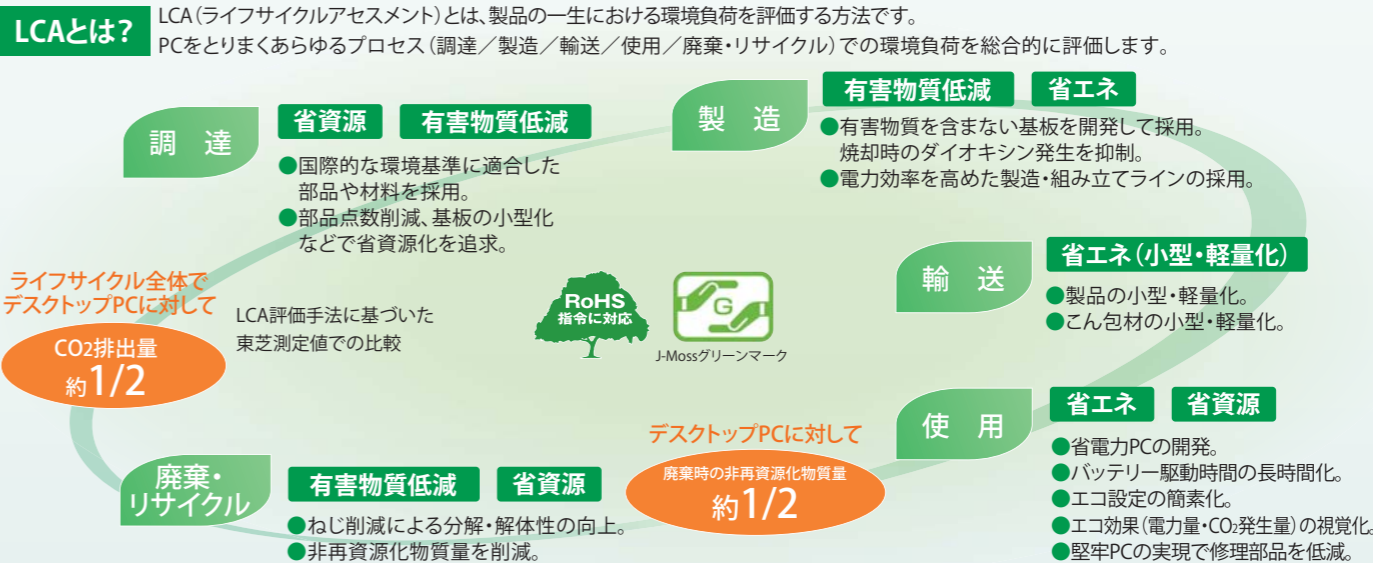 LCAとは?
LCA(ライフサイクルアセスメント)とは、製品の一生における環境負荷を評価する方法です。
PCをとりまくあらゆるプロセス(調達／製造／輸送／使用／廃棄・リサイクル)での環境負荷を総合的に評価します。
調 達
省資源
有害物質低減
●国際的な環境基準に適合した
部品や材料を採用。
●部品点数削減、基板の小型化
などで省資源化を追求。
製 造
有害物質低減
省エネ
●有害物質を含まない基板を開発して採用。
焼却時のダイオキシン発生を抑制。
●電力効率を高めた製造・組み立てラインの採用。
輸 送
省エネ(小型・軽量化)
●製品の小型・軽量化。
●こん包材の小型・軽量化。
ライフサイクル全体で
デスクトップPCに対して
CO2排出量
約1/2
LCA評価手法に基づいた
東芝測定値での比較
RoHS
指令に対応
G
J-Mossグリーンマーク
使 用
省エネ
省資源
●省電力PCの開発。
●バッテリー駆動時間の長時間化。
●エコ設定の簡素化。
●エコ効果(電力量・CO2発生量)の視覚化。
●堅牢PCの実現で修理部品を低減。
デスクトップPCに対して
廃棄時の非再資源化物質量
約1/2
廃棄・
リサイクル
有害物質低減
省資源
●ねじ削減による分解・解体性の向上。
●非再資源化物質量を削減。